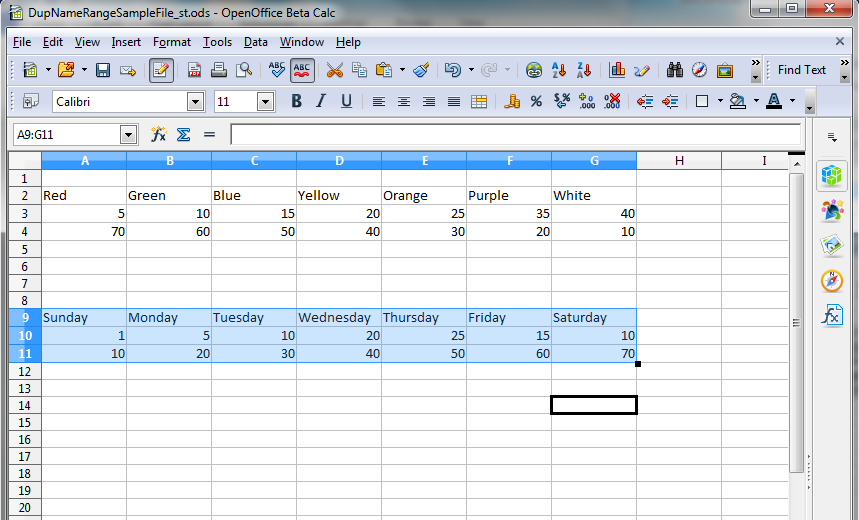 DupNameRangeSampleFile_st.ods - OpenOffice Beta Calc
File Edit View Insert Format Tools Data Window Help
ABC ABC Find Text
Calibri 11 B I U
A9:G11
A B C D E F G H I
1
2 Red Green Blue Yellow Orange Purple White
3 5 10 15 20 25 35 40
4 70 60 50 40 30 20 10
5
6
7
8
9 Sunday Monday Tuesday Wednesday Thursday Friday Saturday
10 1 5 10 20 25 15 10
11 10 20 30 40 50 60 70
12
13
14
15
16
17
18
19
20